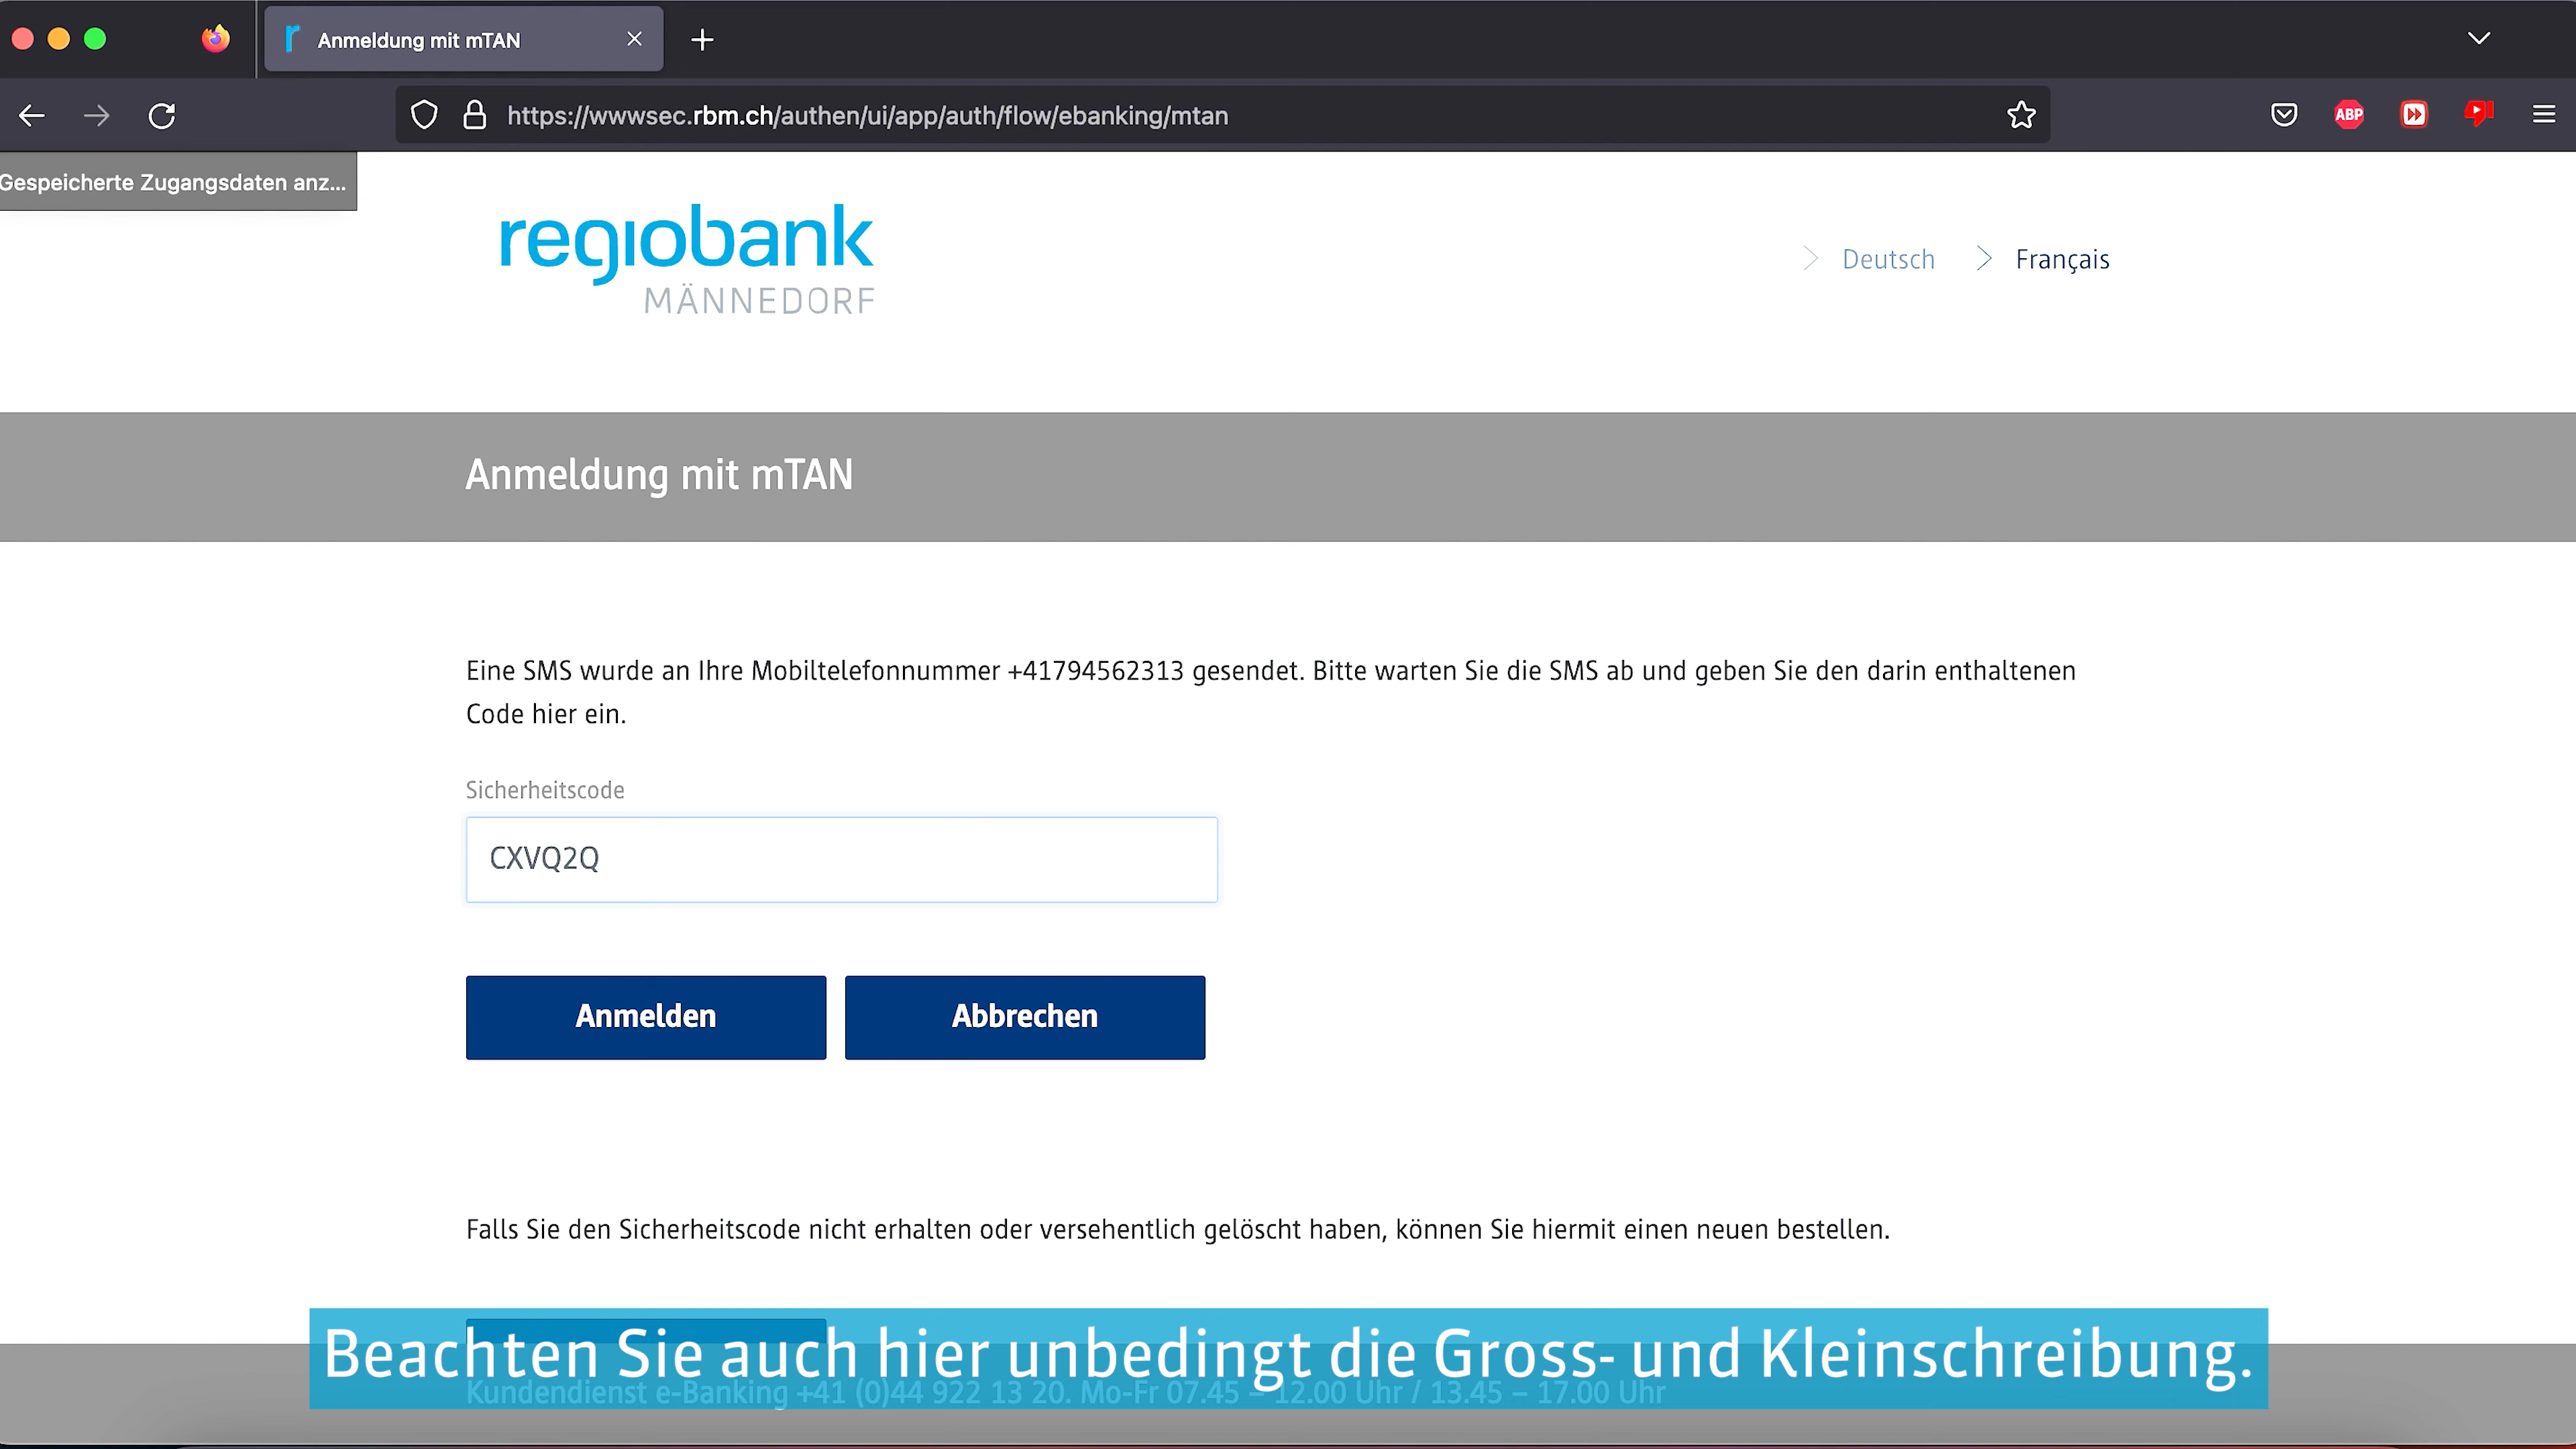 Anmeldung mit mTAN
https://wwwsec.rbm.ch/authen/ui/app/auth/flow/ebanking/mtan
ABP
Gespeicherte Zugangsdaten anz...
regiobank
MÄNNEDORF
Deutsch
Français
Anmeldung mit mTAN
Eine SMS wurde an Ihre Mobiltelefonnummer +41794562313 gesendet. Bitte warten Sie die SMS ab und geben Sie den darin enthaltenen
Code hier ein.
Sicherheitscode
CXVQ2Q
Anmelden
Abbrechen
Falls Sie den Sicherheitscode nicht erhalten oder versehentlich gelöscht haben, können Sie hiermit einen neuen bestellen.
Beachten Sie auch hier unbedingt die Gross- und Kleinschreibung.
Kundendienst e-Banking +41 (0)44 922 13 20. Mo-Fr 07.45 – 12.00 Uhr / 13.45 – 17.00 Uhr